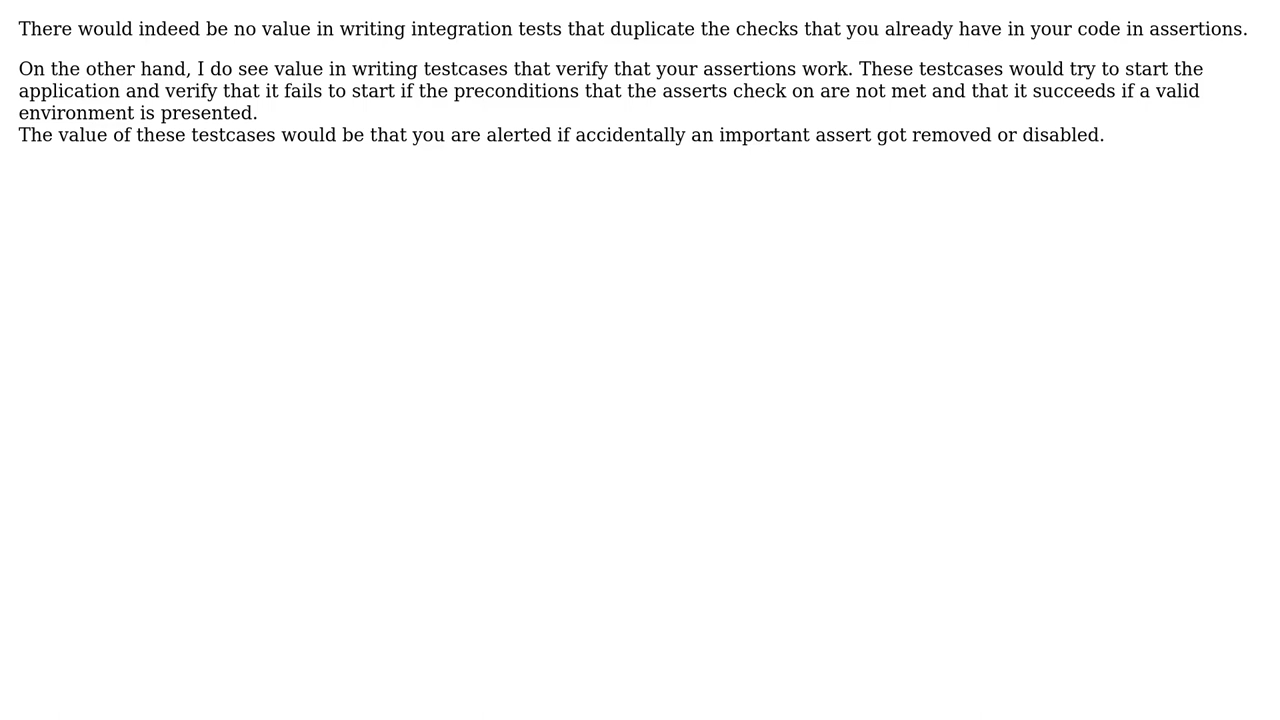 There would indeed be no value in writing integration tests that duplicate the checks that you already have in your code in assertions.
On the other hand, I do see value in writing testcases that verify that your assertions work. These testcases would try to start the
application and verify that it fails to start if the preconditions that the asserts check on are not met and that it succeeds if a valid
environment is presented.
The value of these testcases would be that you are alerted if accidentally an important assert got removed or disabled.